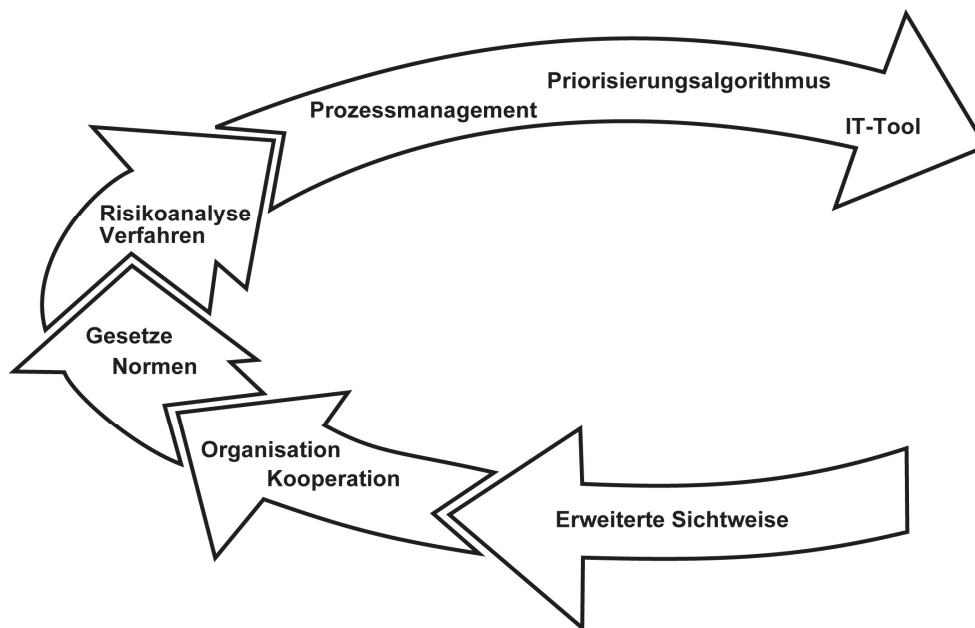 Priorisierungsalgorithmus
Prozessmanagement
IT-Tool
Risikoanalyse
Verfahren
Gesetze
Normen
Organisation
Kooperation
Erweiterte Sichtweise